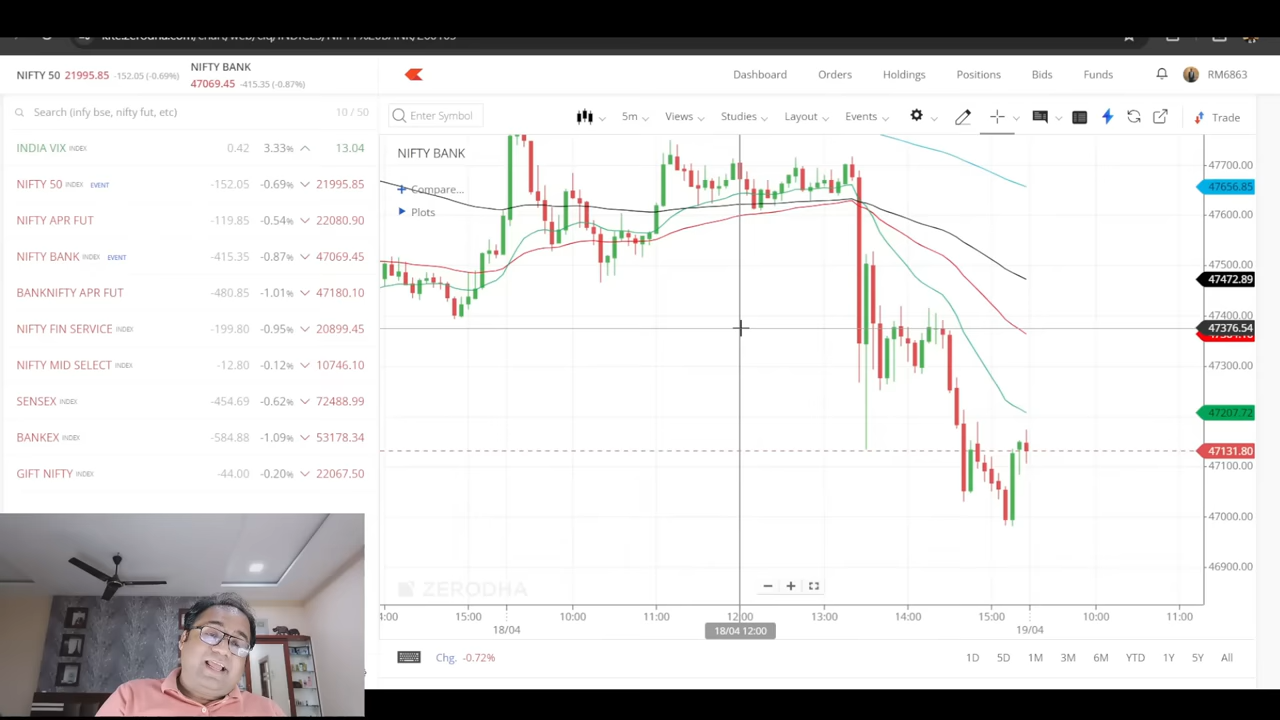 NIFTY 50 21995.85 -152.05 (-0.69%)
NIFTY BANK
47069.45 -415.35 (-0.87%)
Dashboard Orders Holdings Positions Bids Funds RM6863
Search (infy bse, nifty fut, etc) 10 / 50
Enter Symbol 5m Views Studies Layout Events Trade
INDIA VIX INDEX 0.42 3.33% 13.04
NIFTY 50 INDEX EVENT -152.05 -0.69% 21995.85
NIFTY APR FUT -119.85 -0.54% 22080.90
NIFTY BANK INDEX EVENT -415.35 -0.87% 47069.45
BANKNIFTY APR FUT -480.85 -1.01% 47180.10
NIFTY FIN SERVICE INDEX -199.80 -0.95% 20899.45
NIFTY MID SELECT INDEX -12.80 -0.12% 10746.10
SENSEX INDEX -454.69 -0.62% 72488.99
BANKEX INDEX -584.88 -1.09% 53178.34
GIFT NIFTY INDEX -44.00 -0.20% 22067.50
NIFTY BANK
Compare...
Plots
47700.00
47656.85
47600.00
47500.00
47472.89
47400.00
47376.54
47300.00
47207.72
47131.80
47100.00
47000.00
46900.00
ZERODHA
15:00 10:00 11:00 12:00 13:00 14:00 15:00 10:00 11:00
18/04 18/04 12:00 19/04
Chg. -0.72%
1D 5D 1M 3M 6M YTD 1Y 5Y All